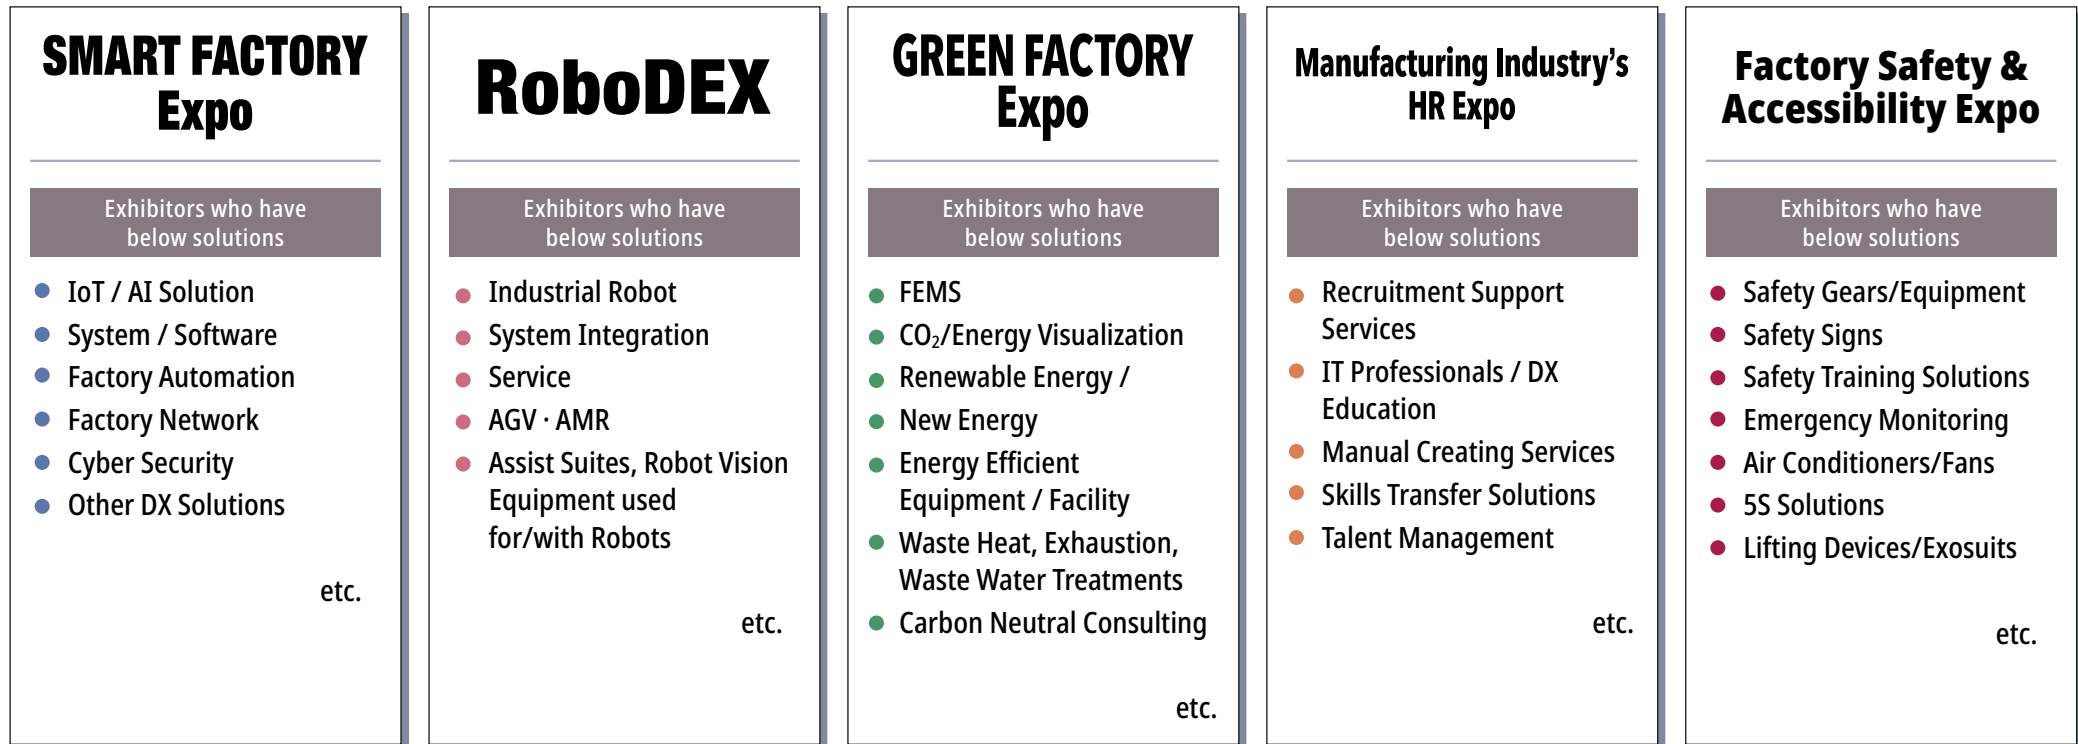 SMART FACTORY
Expo
Exhibitors who have
below solutions
IoT / AI Solution
System / Software
Factory Automation
Factory Network
Cyber Security
Other DX Solutions
etc.
RoboDEX
Exhibitors who have
below solutions
Industrial Robot
System Integration
Service
AGV · AMR
Assist Suites, Robot Vision
Equipment used
for/with Robots
etc.
GREEN FACTORY
Expo
Exhibitors who have
below solutions
FEMS
CO₂/Energy Visualization
Renewable Energy /
New Energy
Energy Efficient
Equipment / Facility
Waste Heat, Exhaustion,
Waste Water Treatments
Carbon Neutral Consulting
etc.
Manufacturing Industry's
HR Expo
Exhibitors who have
below solutions
Recruitment Support
Services
IT Professionals / DX
Education
Manual Creating Services
Skills Transfer Solutions
Talent Management
etc.
Factory Safety &
Accessibility Expo
Exhibitors who have
below solutions
Safety Gears/Equipment
Safety Signs
Safety Training Solutions
Emergency Monitoring
Air Conditioners/Fans
5S Solutions
Lifting Devices/Exosuits
etc.